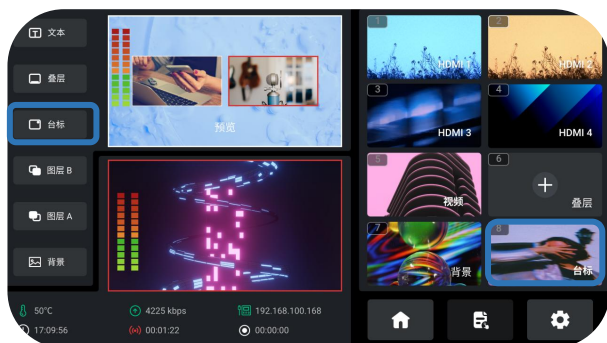 文本
叠层
台标
图层 B
图层 A
背景
预览
1
HDMI 1
2
HDMI 2
3
HDMI 3
4
HDMI 4
5
视频
6
叠层
7
背景
8
台标
50°C
4225 kbps
192.168.100.168
17:09:56
00:01:22
00:00:00